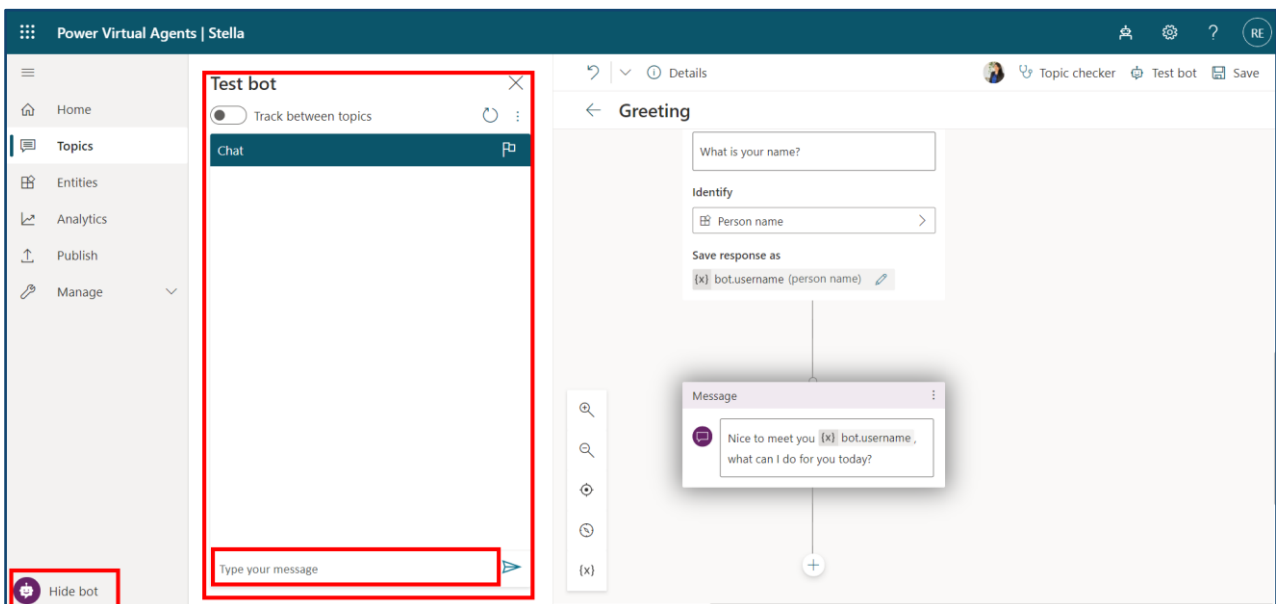 Power Virtual Agents | Stella
?
RE
Home
Topics
Entities
Analytics
Publish
Manage
Hide bot
Test bot
Track between topics
Chat
Type your message
Details
Topic checker
Test bot
Save
Greeting
What is your name?
Identify
Person name
Save response as
{x} bot.username (person name)
Message
Nice to meet you {x} bot.username ,
what can I do for you today?
{x}